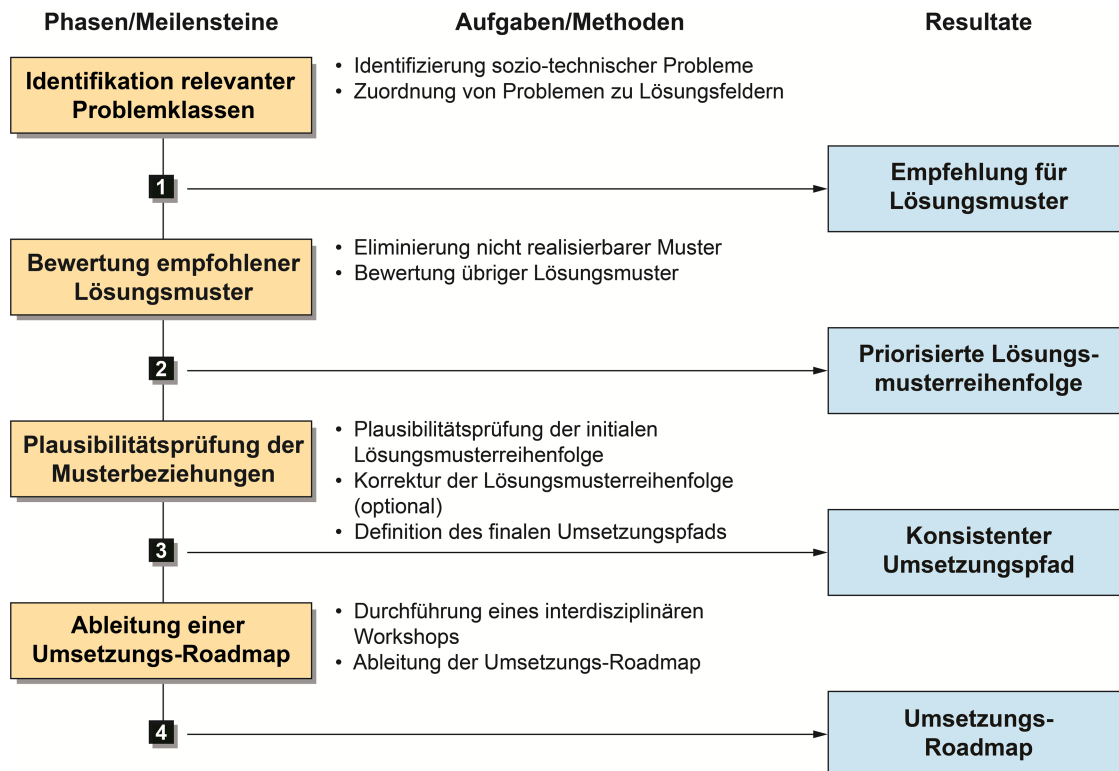 Phasen/Meilensteine
Aufgaben/Methoden
Resultate
Identifikation relevanter
Problemklassen
• Identifizierung sozio-technischer Probleme
• Zuordnung von Problemen zu Lösungsfeldern
1
Empfehlung für
Lösungsmuster
Bewertung empfohlener
Lösungsmuster
• Eliminierung nicht realisierbarer Muster
• Bewertung übriger Lösungsmuster
2
Priorisierte Lösungs-
musterreihenfolge
Plausibilitätsprüfung der
Musterbeziehungen
• Plausibilitätsprüfung der initialen
Lösungsmusterreihenfolge
• Korrektur der Lösungsmusterreihenfolge
(optional)
• Definition des finalen Umsetzungspfads
3
Konsistenter
Umsetzungspfad
Ableitung einer
Umsetzungs-Roadmap
• Durchführung eines interdisziplinären
Workshops
• Ableitung der Umsetzungs-Roadmap
4
Umsetzungs-
Roadmap